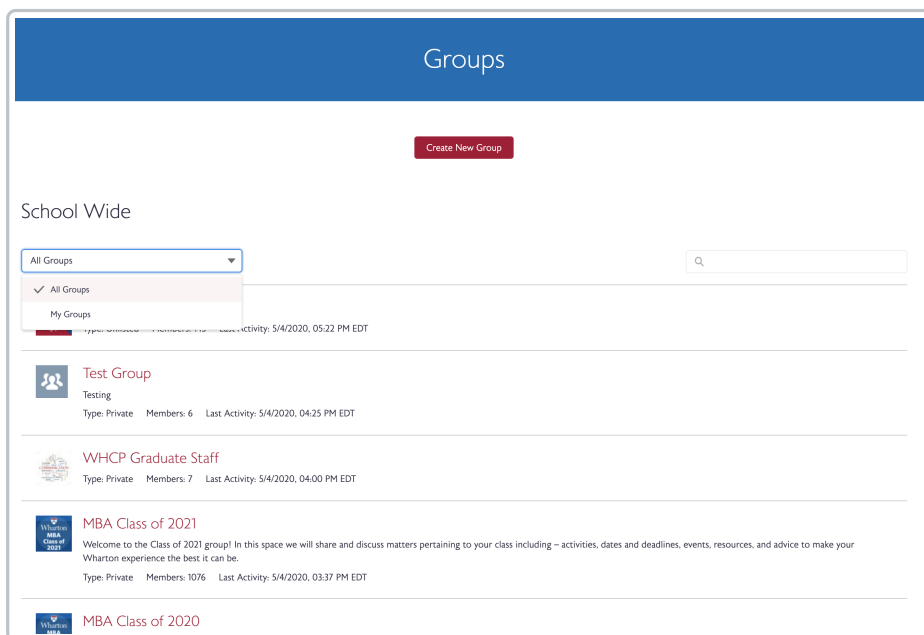 Groups
Create New Group
School Wide
All Groups
All Groups
My Groups
Type: Unlisted Members: 113 Last Activity: 5/4/2020, 05:22 PM EDT
Test Group
Testing
Type: Private Members: 6 Last Activity: 5/4/2020, 04:25 PM EDT
WHCP Graduate Staff
Type: Private Members: 7 Last Activity: 5/4/2020, 04:00 PM EDT
Wharton
MBA
Class of
2021
MBA Class of 2021
Welcome to the Class of 2021 group! In this space we will share and discuss matters pertaining to your class including – activities, dates and deadlines, events, resources, and advice to make your
Wharton experience the best it can be.
Type: Private Members: 1076 Last Activity: 5/4/2020, 03:37 PM EDT
Wharton
MBA
MBA Class of 2020